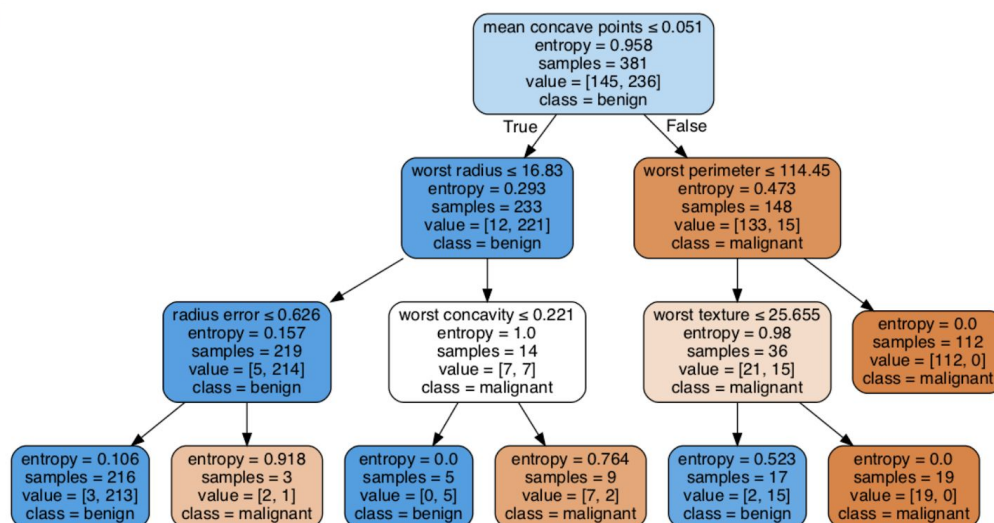 mean concave points ≤ 0.051
entropy = 0.958
samples = 381
value = [145, 236]
class = benign
True
False
worst radius ≤ 16.83
entropy = 0.293
samples = 233
value = [12, 221]
class = benign
worst perimeter ≤ 114.45
entropy = 0.473
samples = 148
value = [133, 15]
class = malignant
radius error ≤ 0.626
entropy = 0.157
samples = 219
value = [5, 214]
class = benign
worst concavity ≤ 0.221
entropy = 1.0
samples = 14
value = [7, 7]
class = malignant
worst texture ≤ 25.655
entropy = 0.98
samples = 36
value = [21, 15]
class = malignant
entropy = 0.0
samples = 112
value = [112, 0]
class = malignant
entropy = 0.106
samples = 216
value = [3, 213]
class = benign
entropy = 0.918
samples = 3
value = [2, 1]
class = malignant
entropy = 0.0
samples = 5
value = [0, 5]
class = benign
entropy = 0.764
samples = 9
value = [7, 2]
class = malignant
entropy = 0.523
samples = 17
value = [2, 15]
class = benign
entropy = 0.0
samples = 19
value = [19, 0]
class = malignant